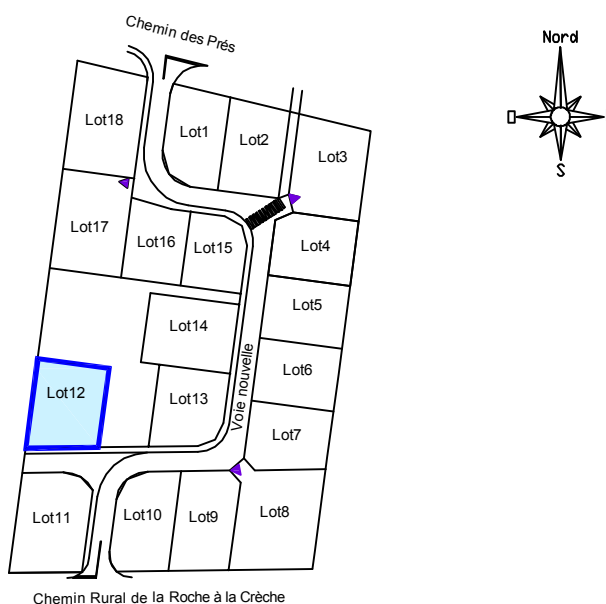 Chemin des Prés
Nord
S
Lot18
Lot1
Lot2
Lot3
Lot17
Lot16
Lot15
Lot4
Lot5
Lot14
Lot6
Voie nouvelle
Lot12
Lot13
Lot7
Lot11
Lot10
Lot9
Lot8
Chemin Rural de la Roche à la Crèche